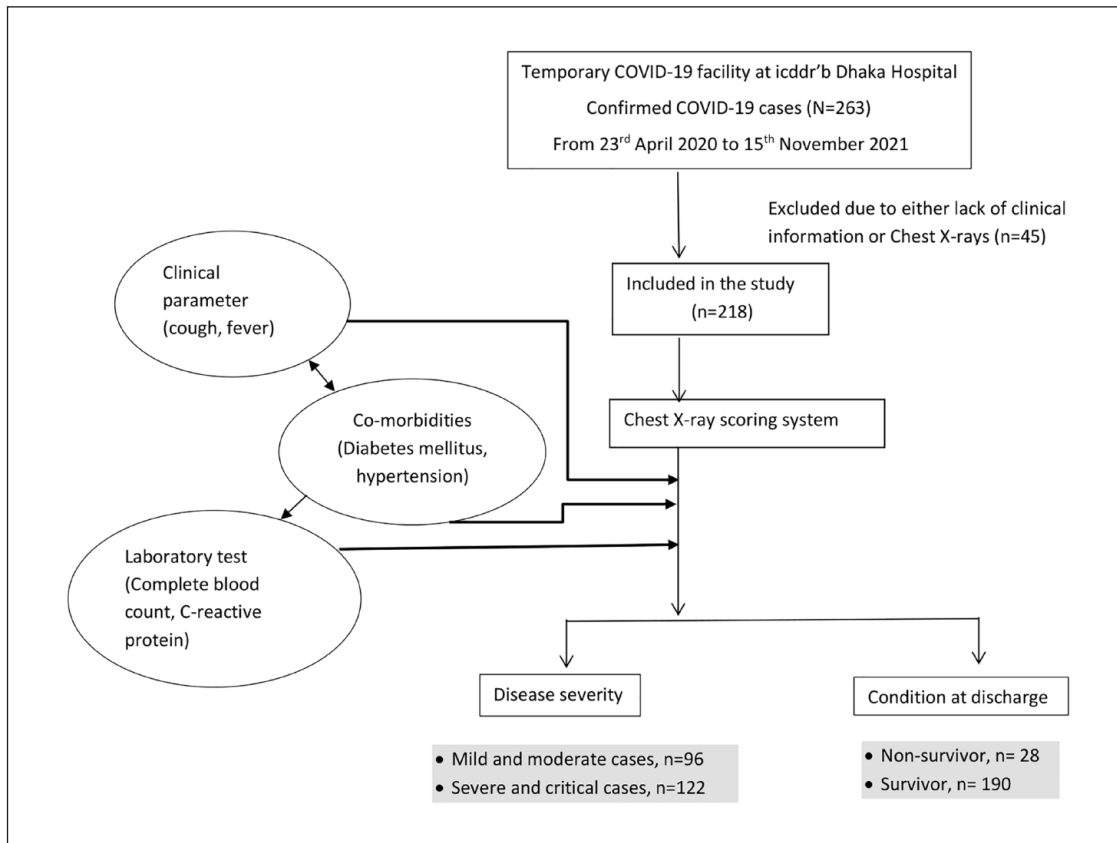 Temporary COVID-19 facility at icddr’b Dhaka Hospital
Confirmed COVID-19 cases (N=263)
From 23rd April 2020 to 15th November 2021
Excluded due to either lack of clinical
information or Chest X-rays (n=45)
Included in the study
(n=218)
Chest X-ray scoring system
Clinical
parameter
(cough, fever)
Co-morbidities
(Diabetes mellitus,
hypertension)
Laboratory test
(Complete blood
count, C-reactive
protein)
Disease severity
• Mild and moderate cases, n=96
• Severe and critical cases, n=122
Condition at discharge
• Non-survivor, n= 28
• Survivor, n= 190